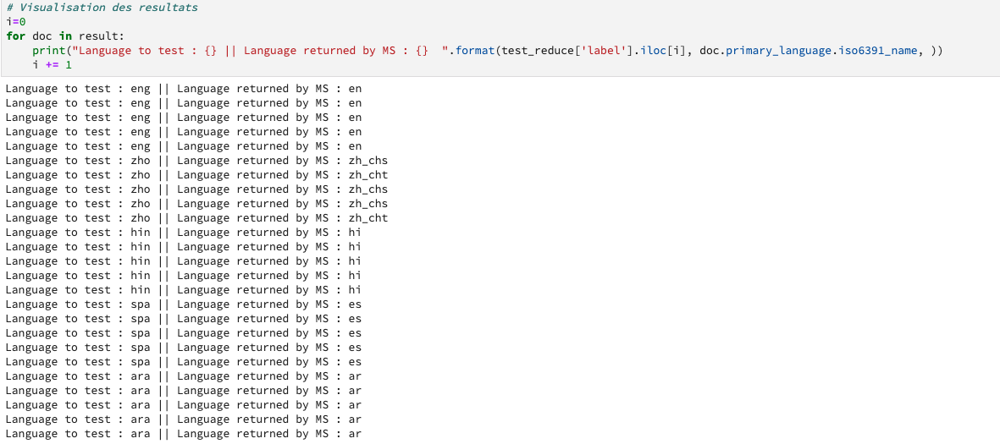 # Visualisation des resultats
i=0
for doc in result:
    print("Language to test : {} || Language returned by MS : {}  ".format(test_reduce['label'].iloc[i], doc.primary_language.iso6391_name, ))
    i += 1
Language to test : eng || Language returned by MS : en
Language to test : eng || Language returned by MS : en
Language to test : eng || Language returned by MS : en
Language to test : eng || Language returned by MS : en
Language to test : eng || Language returned by MS : en
Language to test : zho || Language returned by MS : zh_chs
Language to test : zho || Language returned by MS : zh_cht
Language to test : zho || Language returned by MS : zh_chs
Language to test : zho || Language returned by MS : zh_chs
Language to test : zho || Language returned by MS : zh_cht
Language to test : hin || Language returned by MS : hi
Language to test : hin || Language returned by MS : hi
Language to test : hin || Language returned by MS : hi
Language to test : hin || Language returned by MS : hi
Language to test : hin || Language returned by MS : hi
Language to test : spa || Language returned by MS : es
Language to test : spa || Language returned by MS : es
Language to test : spa || Language returned by MS : es
Language to test : spa || Language returned by MS : es
Language to test : spa || Language returned by MS : es
Language to test : ara || Language returned by MS : ar
Language to test : ara || Language returned by MS : ar
Language to test : ara || Language returned by MS : ar
Language to test : ara || Language returned by MS : ar
Language to test : ara || Language returned by MS : ar